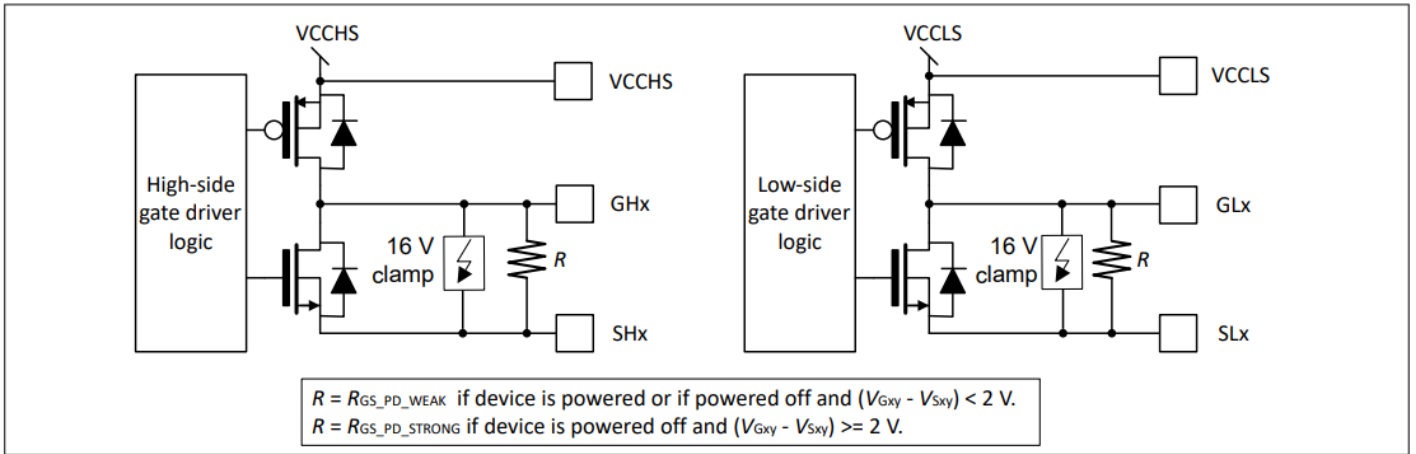 VCCHS
VCCHS
High-side
gate driver
logic
GHx
16 V
clamp
R
SHx
VCCLS
VCCLS
Low-side
gate driver
logic
GLx
16 V
clamp
R
SLx
R = RGS_PD_WEAK if device is powered or if powered off and (VGxy - VSxy) < 2 V.
R = RGS_PD_STRONG if device is powered off and (VGxy - VSxy) >= 2 V.